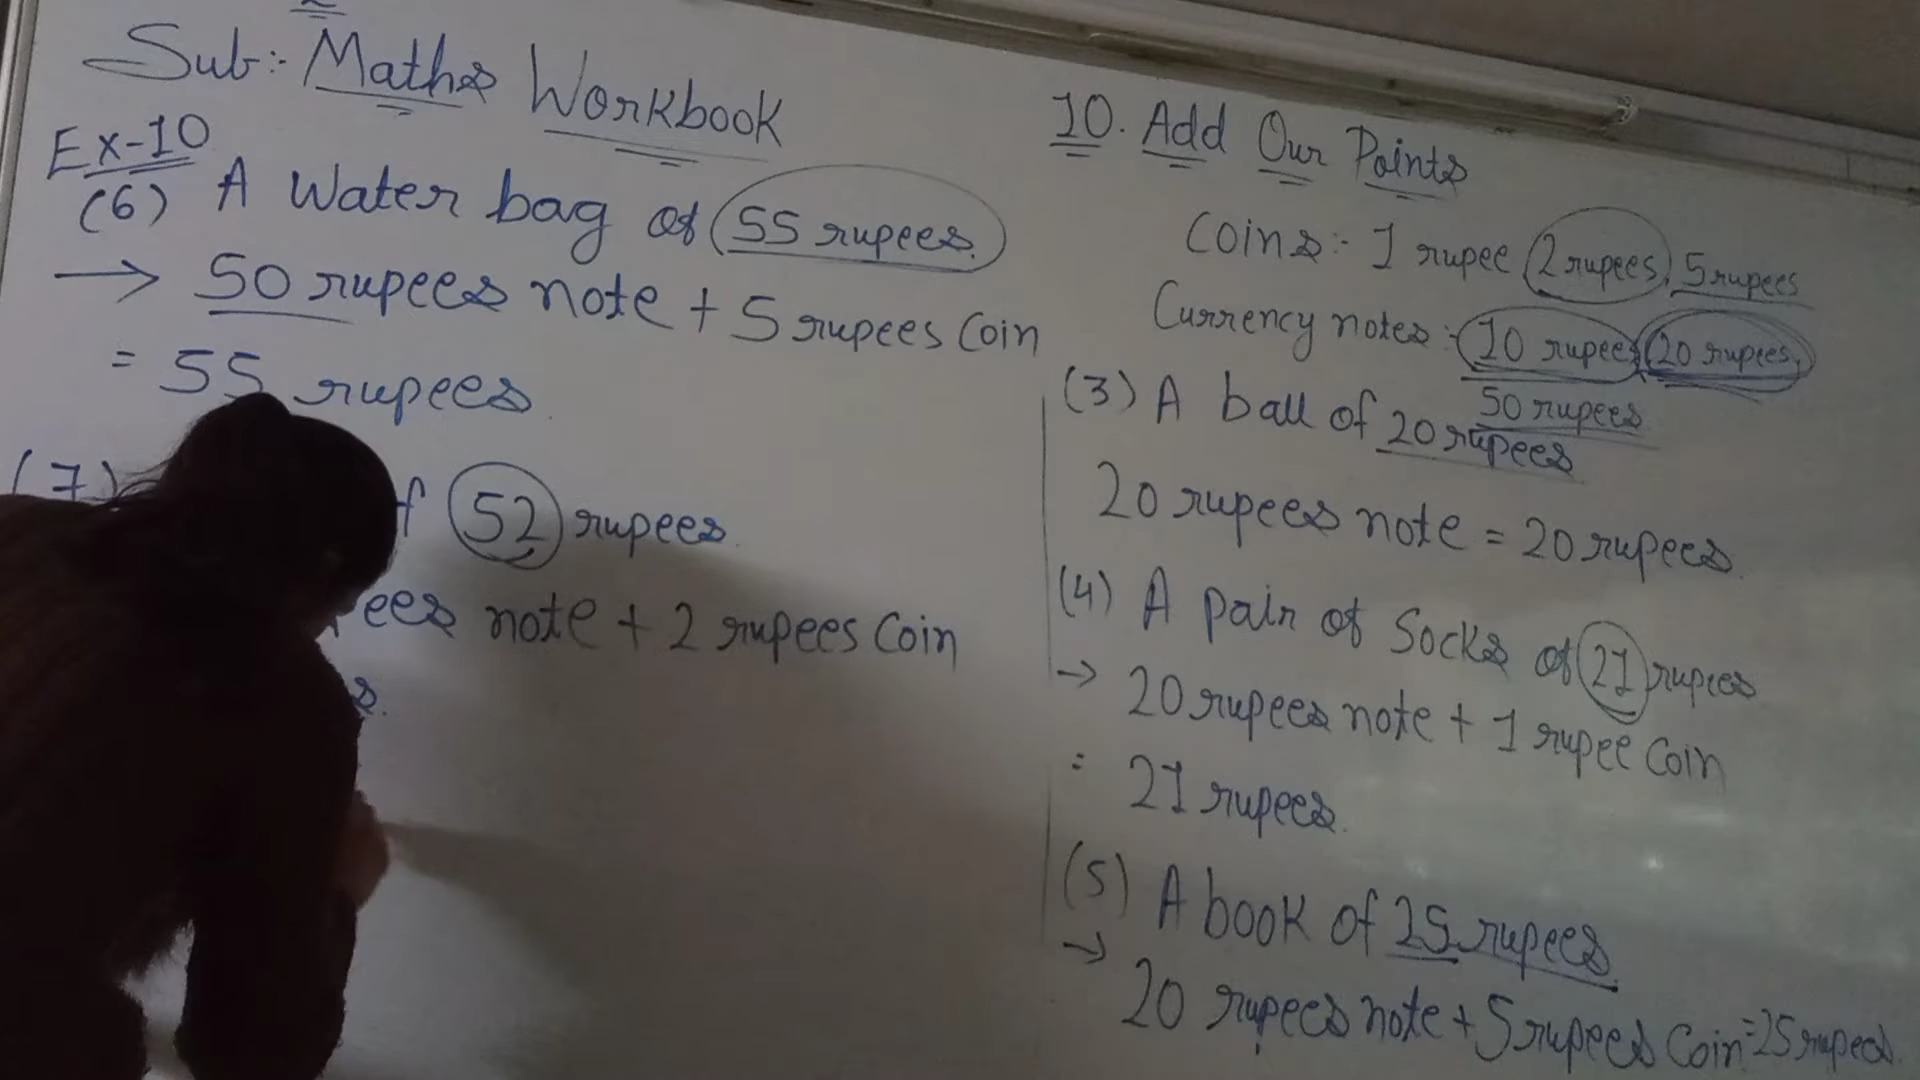 Sub:- Maths Workbook
Ex-10
(6) A Water bag of 55 rupees.
→ 50 rupees note + 5 rupees Coin
= 55 rupees.
(7) f 52 rupees.
ees note + 2 rupees Coin
s.
10. Add Our Points
Coins:- 1 rupee, 2 rupees, 5 rupees
Currency notes: 10 rupees, 20 rupees,
50 rupees
(3) A ball of 20 rupees
20 rupees note = 20 rupees.
(4) A pair of Socks of 21 rupees
→ 20 rupees note + 1 rupee Coin
= 21 rupees.
(5) A book of 25 rupees.
→ 20 rupees note + 5 rupees Coin = 25 rupees.